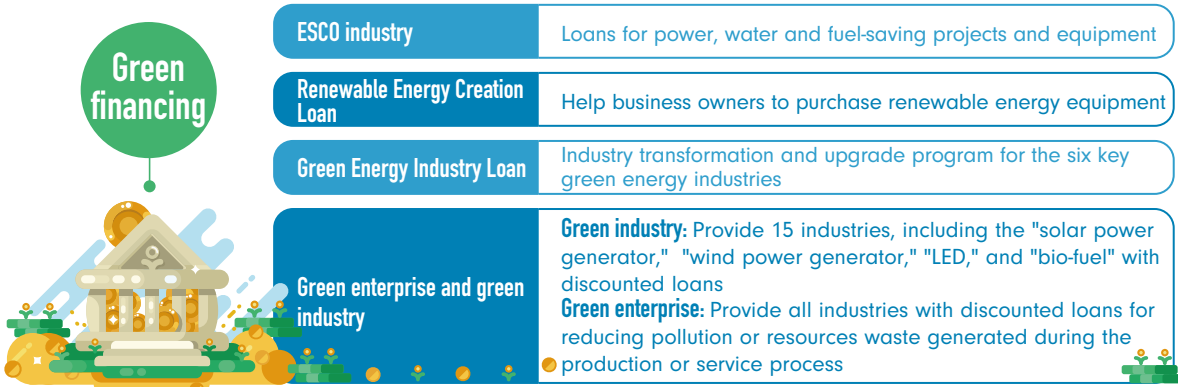 Green
financing
ESCO industry
Loans for power, water and fuel-saving projects and equipment
Renewable Energy Creation
Loan
Help business owners to purchase renewable energy equipment
Green Energy Industry Loan
Industry transformation and upgrade program for the six key
green energy industries
Green enterprise and green
industry
Green industry: Provide 15 industries, including the "solar power
generator," "wind power generator," "LED," and "bio-fuel" with
discounted loans
Green enterprise: Provide all industries with discounted loans for
reducing pollution or resources waste generated during the
production or service process